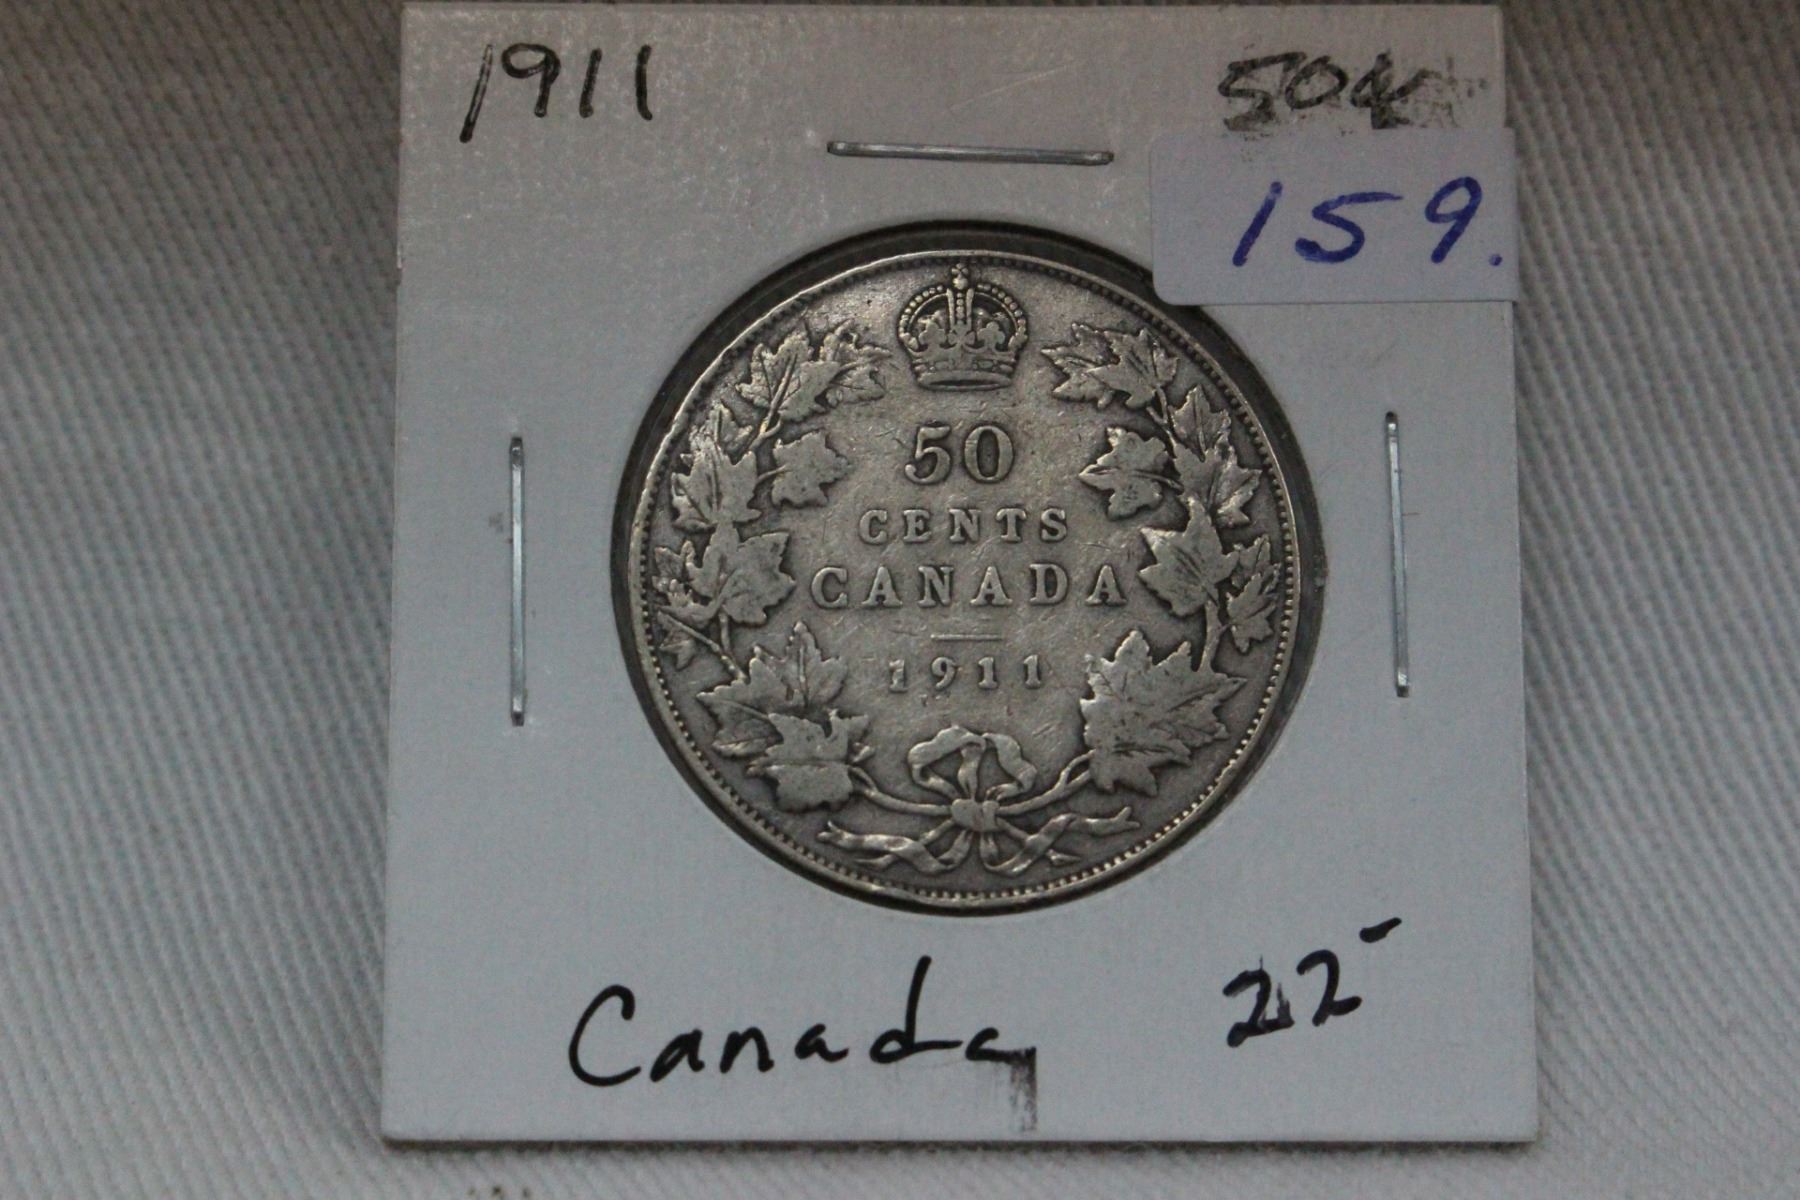 1911 50¢
159.
50
CENTS
CANADA
1911
Canada 22-